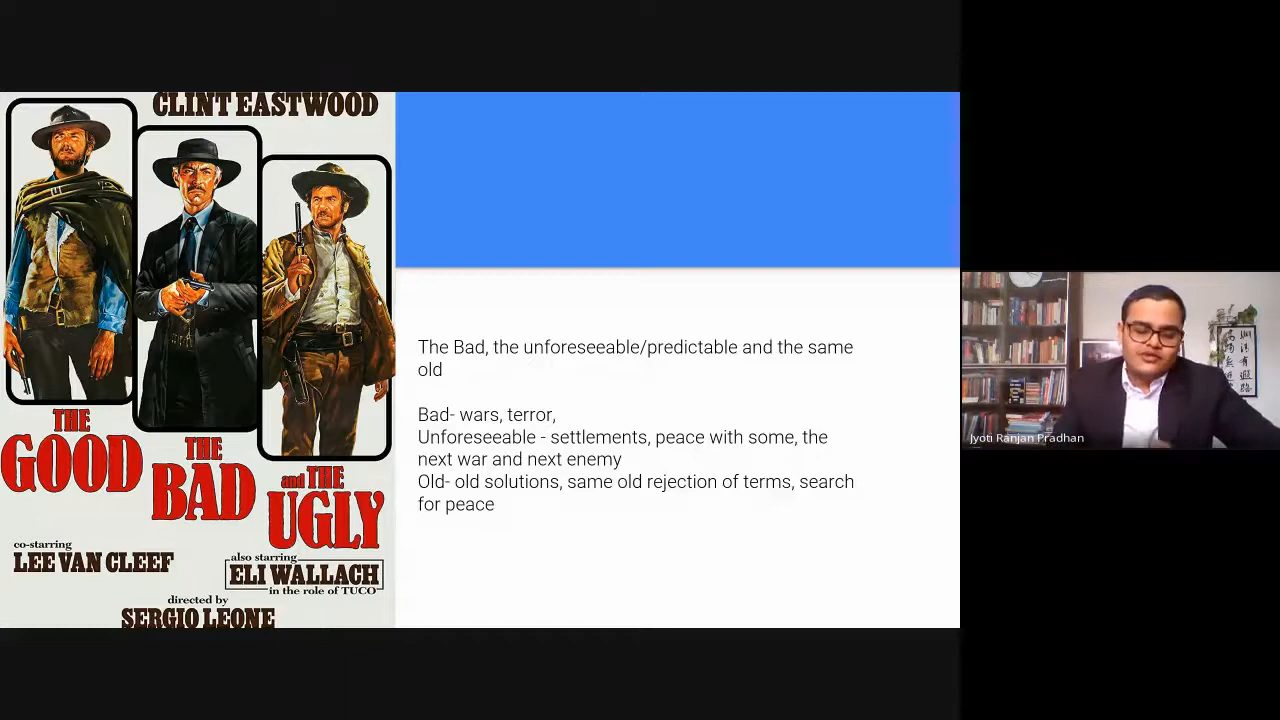 CLINT EASTWOOD
THE
GOOD
THE
BAD
and THE
UGLY
co-starring
LEE VAN CLEEF
also starring
ELI WALLACH
in the role of TUCO
directed by
SERGIO LEONE
The Bad, the unforeseeable/predictable and the same
old
Bad- wars, terror,
Unforeseeable - settlements, peace with some, the
next war and next enemy
Old- old solutions, same old rejection of terms, search
for peace
Jyoti Ranjan Pradhan